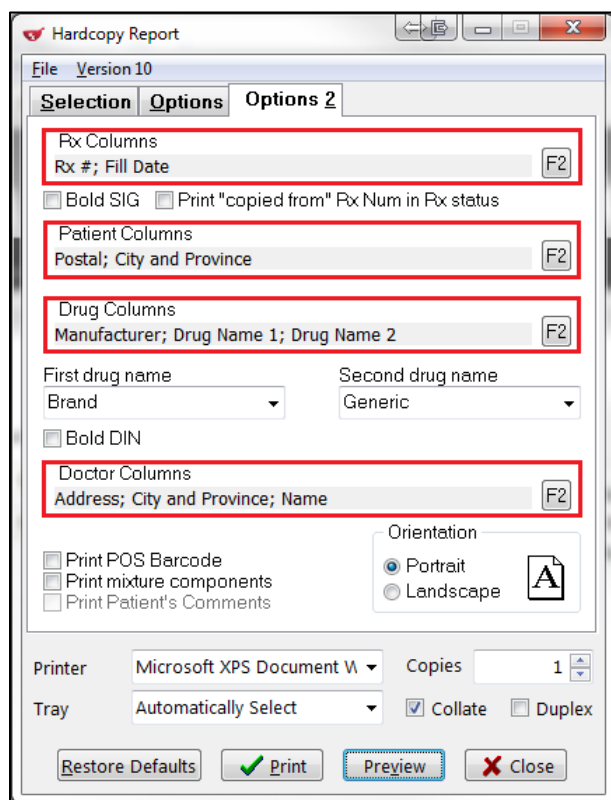 Hardcopy Report
File Version 10
Selection Options Options 2
Rx Columns
Rx #; Fill Date F2
Bold SIG Print "copied from" Rx Num in Rx status
Patient Columns
Postal; City and Province F2
Drug Columns
Manufacturer; Drug Name 1; Drug Name 2 F2
First drug name Second drug name
Brand Generic
Bold DIN
Doctor Columns
Address; City and Province; Name F2
Orientation
Print POS Barcode
Portrait
Print mixture components
Landscape
A
Print Patient's Comments
Printer Microsoft XPS Document W Copies 1
Tray Automatically Select Collate Duplex
Restore Defaults Print Preview Close